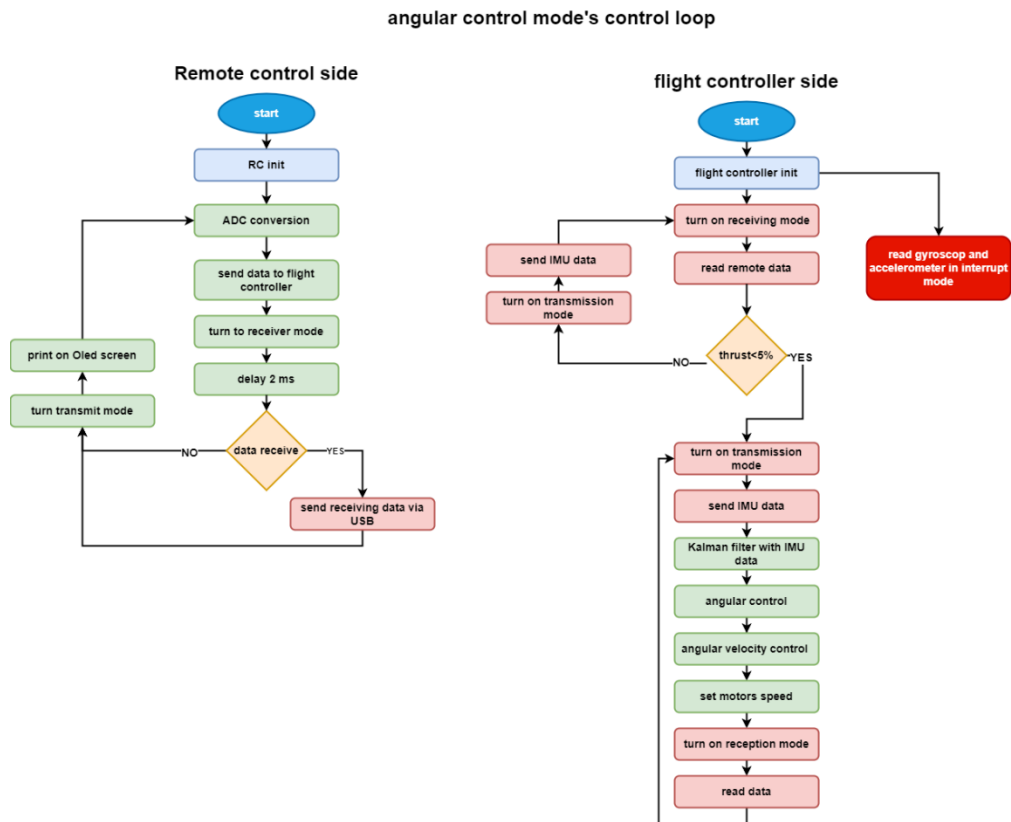 angular control mode's control loop
Remote control side
start
RC init
ADC conversion
send data to flight
controller
turn to receiver mode
delay 2 ms
data receive
NO
YES
send receiving data via
USB
turn transmit mode
print on Oled screen
flight controller side
start
flight controller init
read gyroscop and
accelerometer in interrupt
mode
turn on receiving mode
read remote data
thrust<5%
NO
YES
turn on transmission
mode
send IMU data
turn on transmission
mode
send IMU data
Kalman filter with IMU
data
angular control
angular velocity control
set motors speed
turn on reception mode
read data